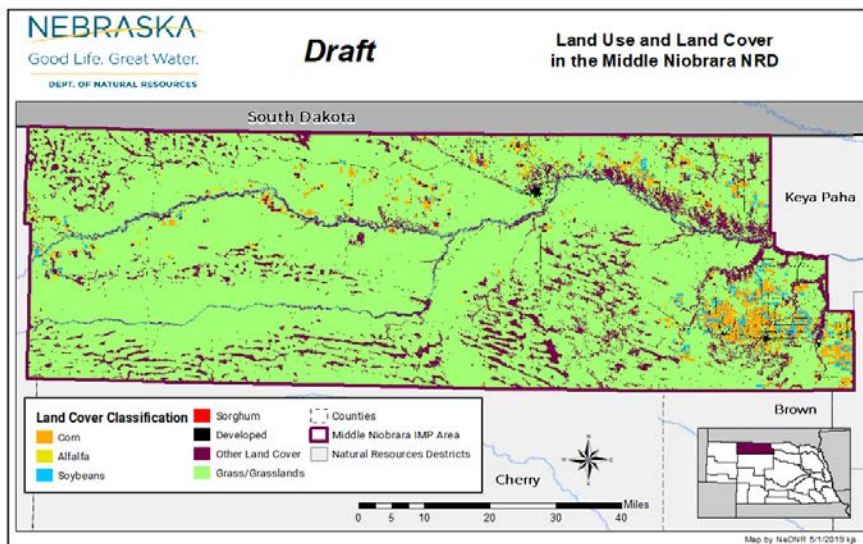 NEBRASKA
Good Life. Great Water.
DEPT. OF NATURAL RESOURCES
Draft
Land Use and Land Cover
in the Middle Niobrara NRD
South Dakota
Keya Paha
Brown
Cherry
Land Cover Classification
Corn
Alfalfa
Soybeans
Sorghum
Developed
Other Land Cover
Grass/Grasslands
Counties
Middle Niobrara IMP Area
Natural Resources Destricts
Miles
0 5 10 20 30 40
Map by NeDNR 5/1/2019 kjs